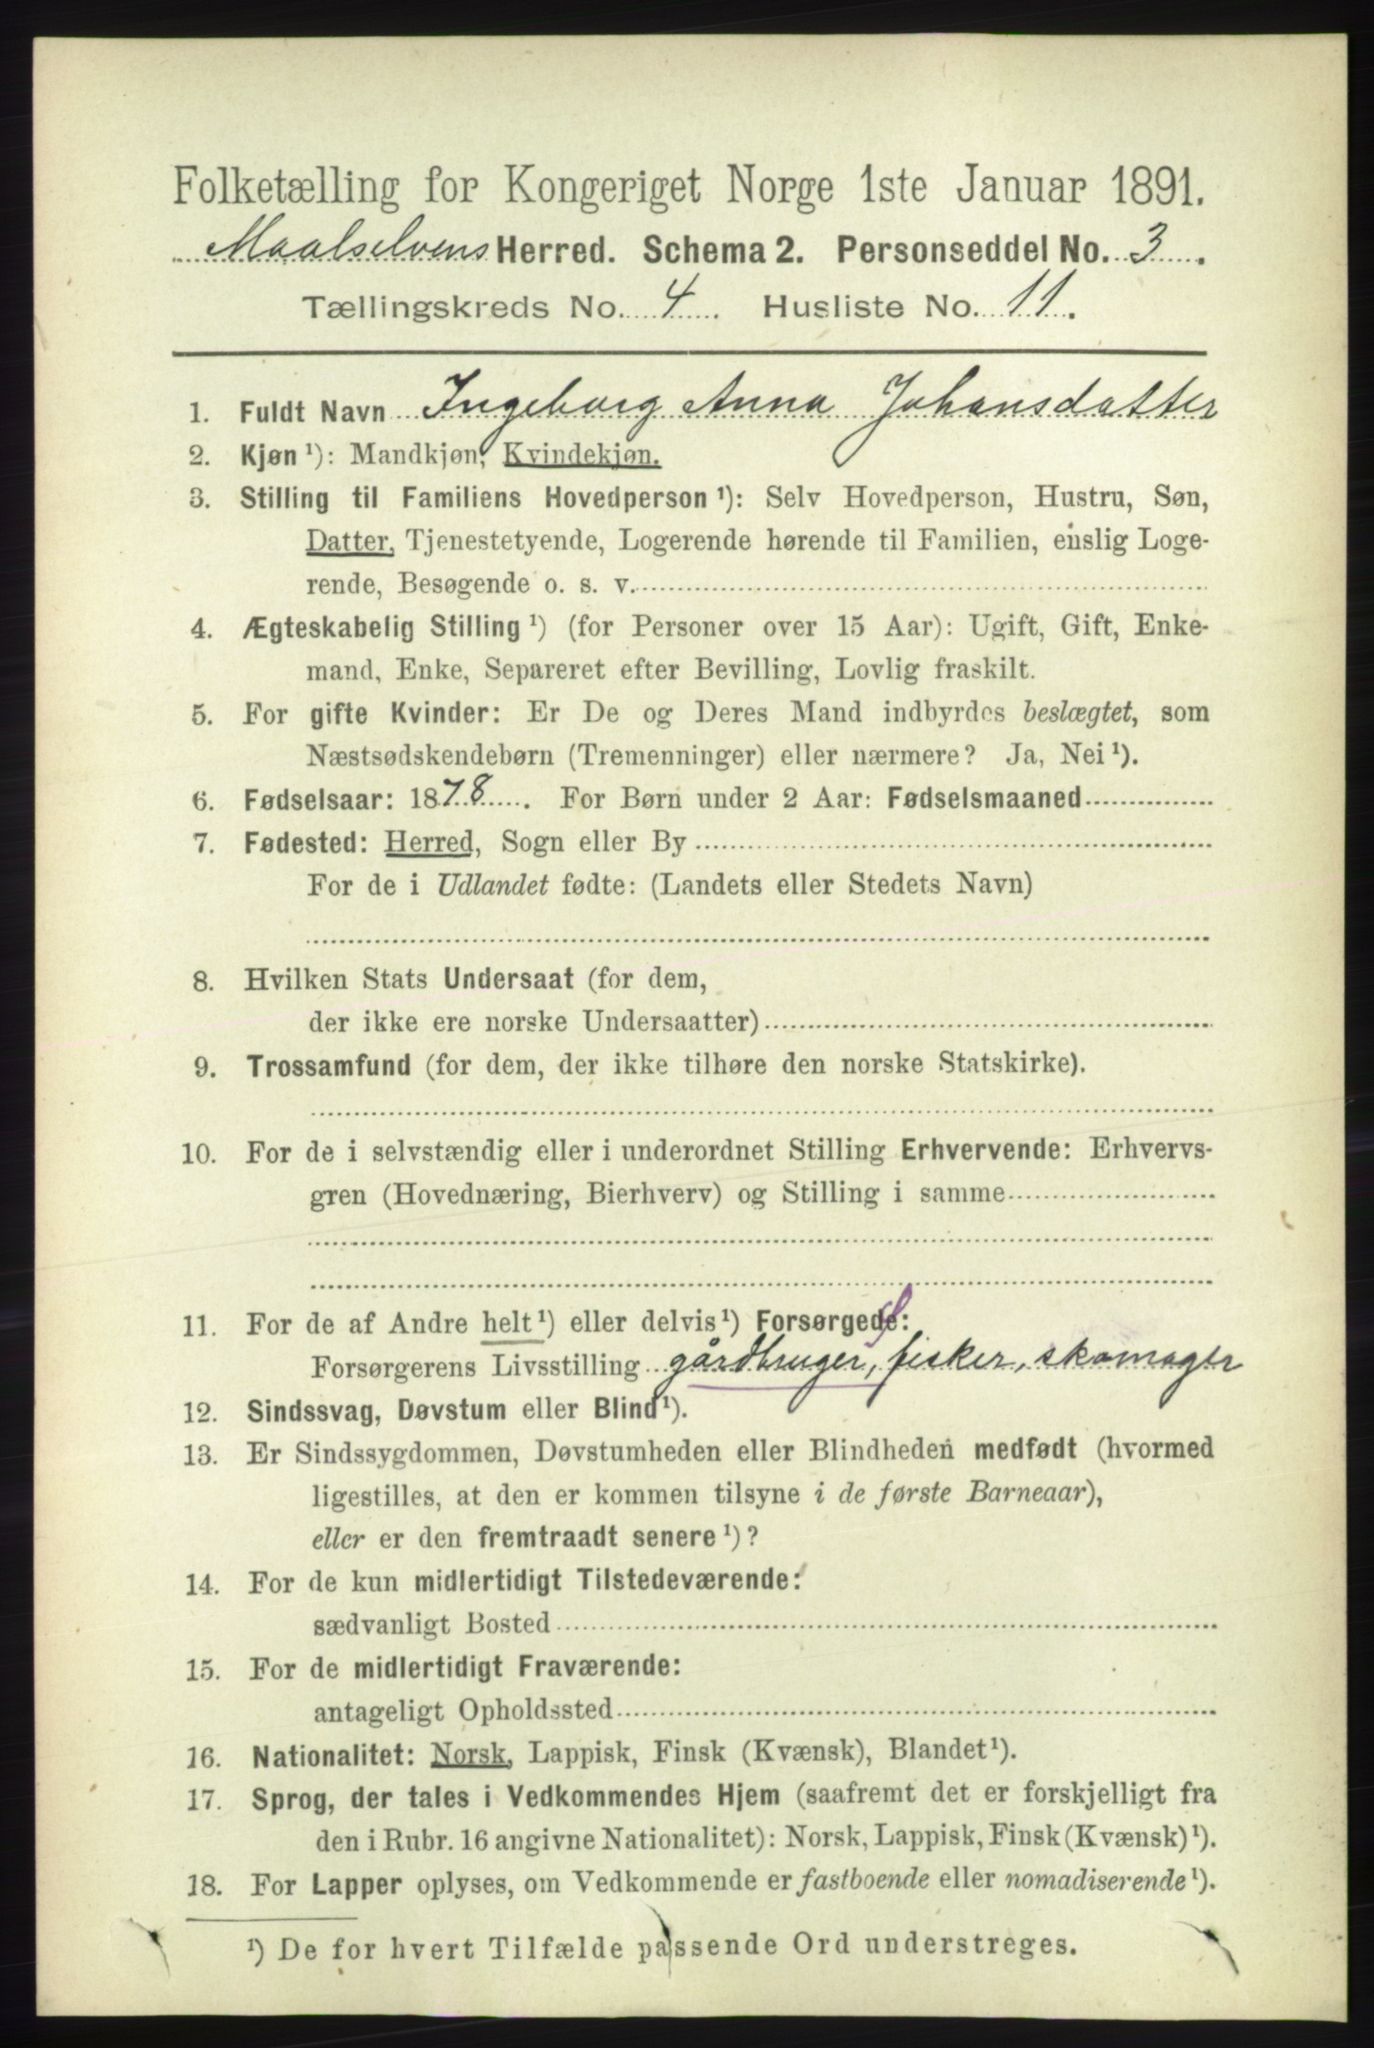 Folketælling for Kongeriget Norge 1ste Januar 1891.
Maalselvens Herred. Schema 2. Personseddel No. 3.
Tællingskreds No. 4. Husliste No. 11.
1. Fuldt Navn Ingeborg Anna Johansdatter
2. Kjøn ¹): Mandkjøn, Kvindekjøn.
3. Stilling til Familiens Hovedperson ¹): Selv Hovedperson, Hustru, Søn,
Datter, Tjenestetyende, Logerende hørende til Familien, enslig Loge-
rende, Besøgende o. s. v.
4. Ægteskabelig Stilling ¹) (for Personer over 15 Aar): Ugift, Gift, Enke-
mand, Enke, Separeret efter Bevilling, Lovlig fraskilt.
5. For gifte Kvinder: Er De og Deres Mand indbyrdes beslægtet, som
Næstsødskendebørn (Tremenninger) eller nærmere? Ja, Nei ¹).
6. Fødselsaar: 1878. For Børn under 2 Aar: Fødselsmaaned
7. Fødested: Herred, Sogn eller By
For de i Udlandet fødte: (Landets eller Stedets Navn)
8. Hvilken Stats Undersaat (for dem,
der ikke ere norske Undersaatter)
9. Trossamfund (for dem, der ikke tilhøre den norske Statskirke).
10. For de i selvstændig eller i underordnet Stilling Erhvervende: Erhvervs-
gren (Hovednæring, Bierhverv) og Stilling i samme
11. For de af Andre helt ¹) eller delvis ¹) Forsørgede:
Forsørgerens Livsstilling gårdbruger, fisker, skomager
12. Sindssvag, Døvstum eller Blind ¹).
13. Er Sindssygdommen, Døvstumheden eller Blindheden medfødt (hvormed
ligestilles, at den er kommen tilsyne i de første Barneaar),
eller er den fremtraadt senere ¹)?
14. For de kun midlertidigt Tilstedeværende:
sædvanligt Bosted
15. For de midlertidigt Fraværende:
antageligt Opholdssted
16. Nationalitet: Norsk, Lappisk, Finsk (Kvænsk), Blandet ¹).
17. Sprog, der tales i Vedkommendes Hjem (saafremt det er forskjelligt fra
den i Rubr. 16 angivne Nationalitet): Norsk, Lappisk, Finsk (Kvænsk) ¹).
18. For Lapper oplyses, om Vedkommende er fastboende eller nomadiserende ¹).
¹) De for hvert Tilfælde passende Ord understreges.